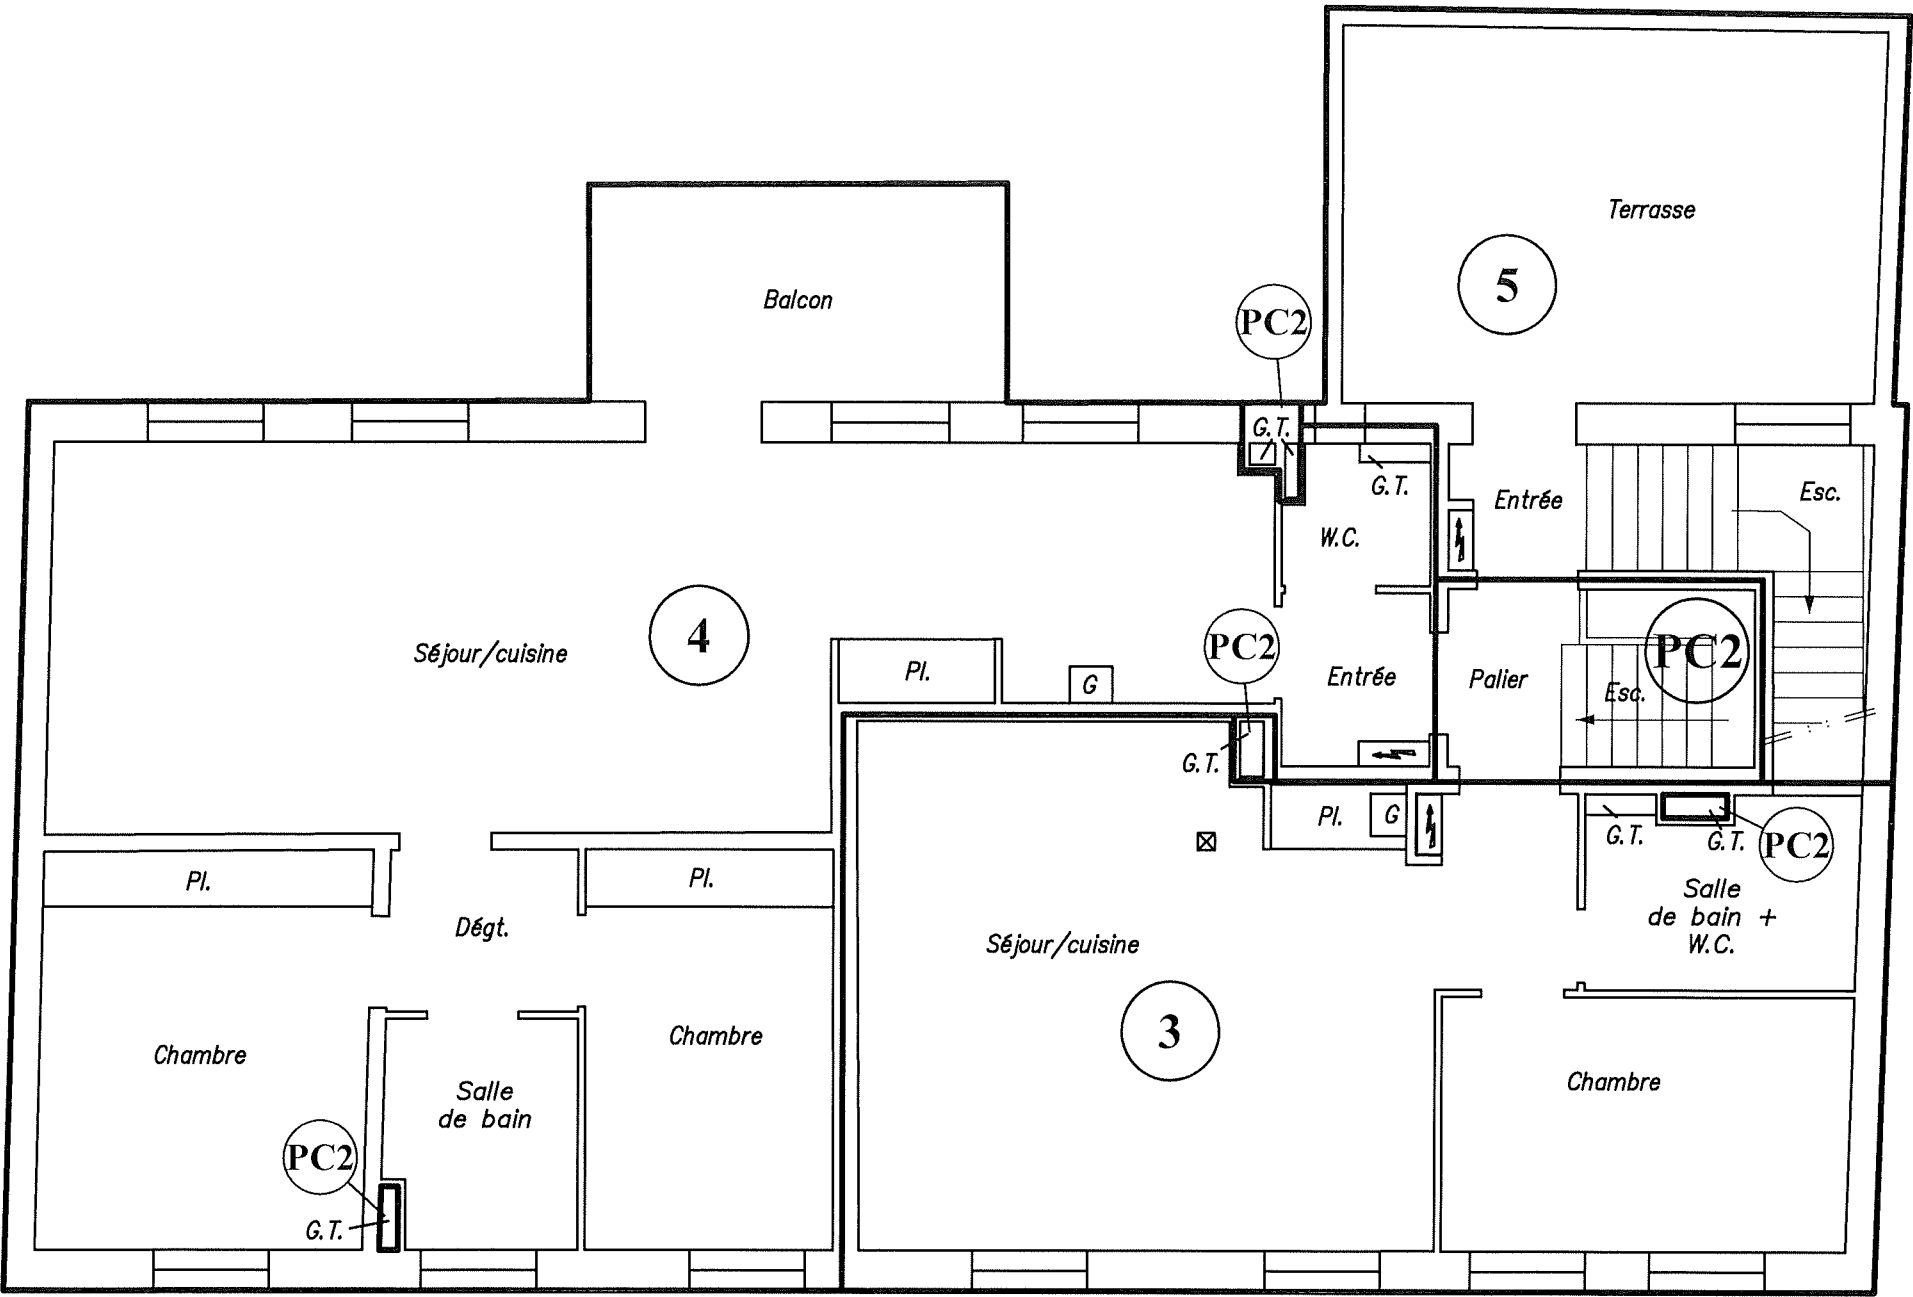 Terrasse
5
PC2
Balcon
G.T.
G.T.
Entrée
Esc.
W.C.
4
PC2
PC2
Séjour/cuisine
Pl.
G
Entrée
Palier
Esc.
G.T.
Pl.
G
G.T.
G.T.
PC2
Pl.
Pl.
Salle
de bain +
W.C.
Dégt.
Séjour/cuisine
3
Chambre
Chambre
Chambre
Salle
de bain
PC2
G.T.